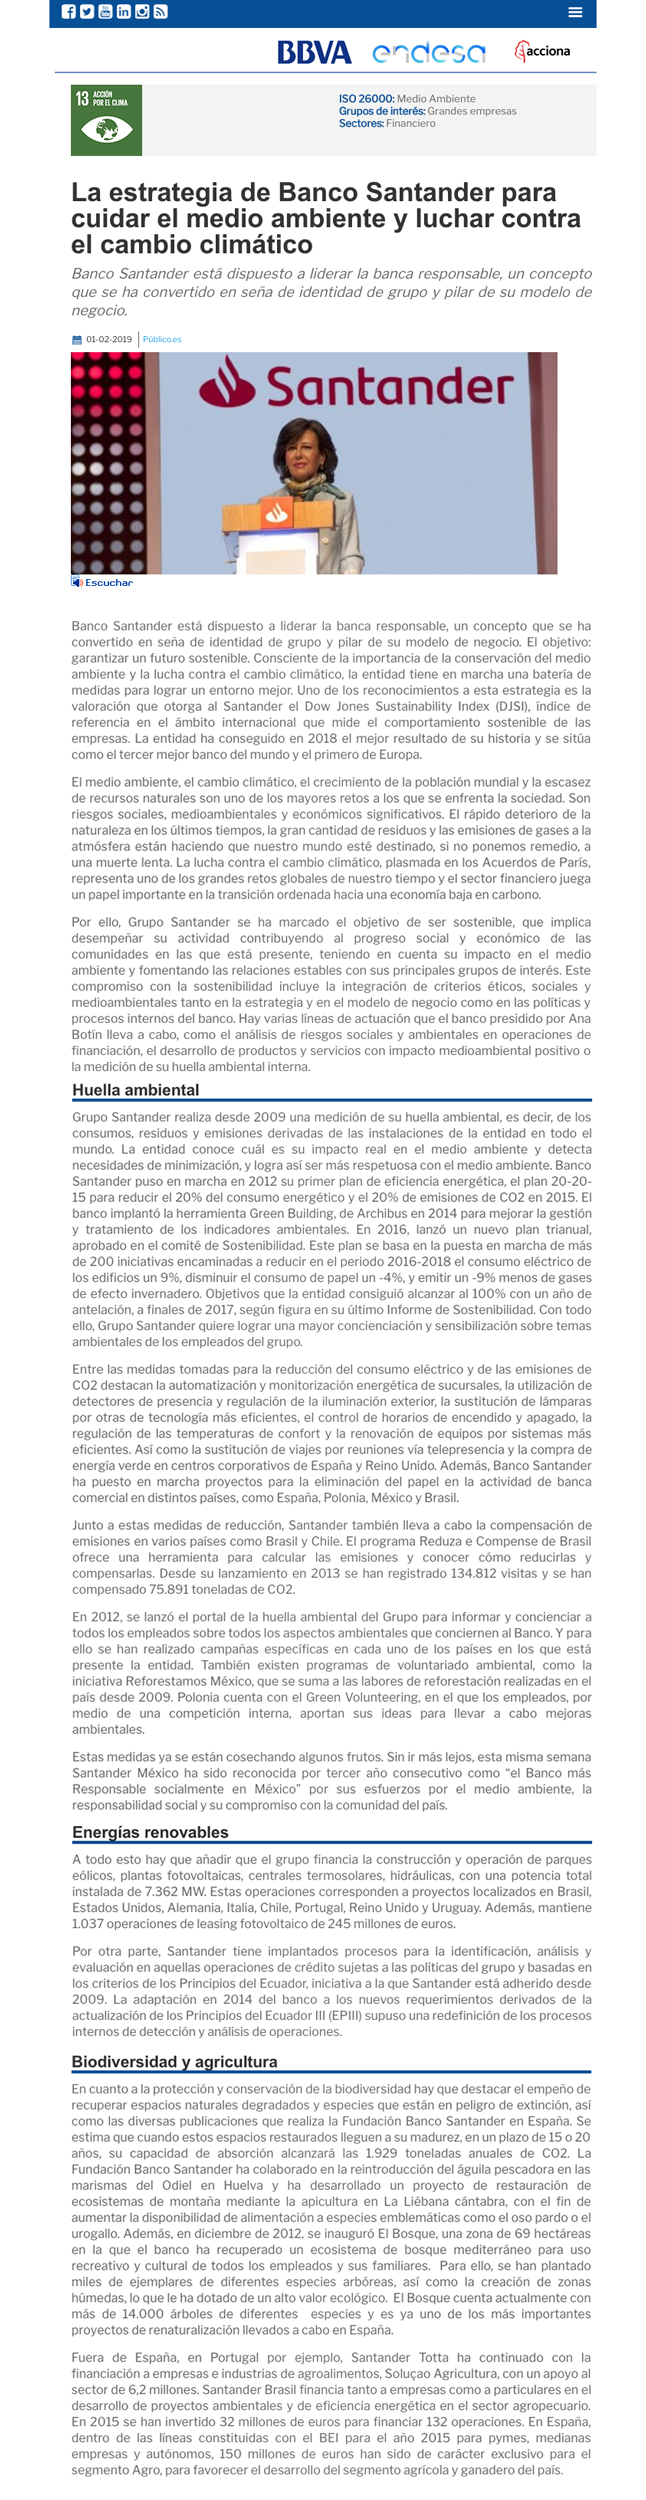 BBVA endesa acciona
13 ACCIÓN
POR EL CLIMA
ISO 26000: Medio Ambiente
Grupos de interés: Grandes empresas
Sectores: Financiero
La estrategia de Banco Santander para
cuidar el medio ambiente y luchar contra
el cambio climático
Banco Santander está dispuesto a liderar la banca responsable, un concepto
que se ha convertido en seña de identidad de grupo y pilar de su modelo de
negocio.
01-02-2019 Público.es
Santander
Escuchar
Banco Santander está dispuesto a liderar la banca responsable, un concepto que se ha
convertido en seña de identidad de grupo y pilar de su modelo de negocio. El objetivo:
garantizar un futuro sostenible. Consciente de la importancia de la conservación del medio
ambiente y la lucha contra el cambio climático, la entidad tiene en marcha una batería de
medidas para lograr un entorno mejor. Uno de los reconocimientos a esta estrategia es la
valoración que otorga al Santander el Dow Jones Sustainability Index (DJSI), índice de
referencia en el ámbito internacional que mide el comportamiento sostenible de las
empresas. La entidad ha conseguido en 2018 el mejor resultado de su historia y se sitúa
como el tercer mejor banco del mundo y el primero de Europa.
El medio ambiente, el cambio climático, el crecimiento de la población mundial y la escasez
de recursos naturales son uno de los mayores retos a los que se enfrenta la sociedad. Son
riesgos sociales, medioambientales y económicos significativos. El rápido deterioro de la
naturaleza en los últimos tiempos, la gran cantidad de residuos y las emisiones de gases a la
atmósfera están haciendo que nuestro mundo esté destinado, si no ponemos remedio, a
una muerte lenta. La lucha contra el cambio climático, plasmada en los Acuerdos de París,
representa uno de los grandes retos globales de nuestro tiempo y el sector financiero juega
un papel importante en la transición ordenada hacia una economía baja en carbono.
Por ello, Grupo Santander se ha marcado el objetivo de ser sostenible, que implica
desempeñar su actividad contribuyendo al progreso social y económico de las
comunidades en las que está presente, teniendo en cuenta su impacto en el medio
ambiente y fomentando las relaciones estables con sus principales grupos de interés. Este
compromiso con la sostenibilidad incluye la integración de criterios éticos, sociales y
medioambientales tanto en la estrategia y en el modelo de negocio como en las políticas y
procesos internos del banco. Hay varias líneas de actuación que el banco presidido por Ana
Botín lleva a cabo, como el análisis de riesgos sociales y ambientales en operaciones de
financiación, el desarrollo de productos y servicios con impacto medioambiental positivo o
la medición de su huella ambiental interna.
Huella ambiental
Grupo Santander realiza desde 2009 una medición de su huella ambiental, es decir, de los
consumos, residuos y emisiones derivadas de las instalaciones de la entidad en todo el
mundo. La entidad conoce cuál es su impacto real en el medio ambiente y detecta
necesidades de minimización, y logra así ser más respetuosa con el medio ambiente. Banco
Santander puso en marcha en 2012 su primer plan de eficiencia energética, el plan 20-20-
15 para reducir el 20% del consumo energético y el 20% de emisiones de CO2 en 2015. El
banco implantó la herramienta Green Building, de Archibus en 2014 para mejorar la gestión
y tratamiento de los indicadores ambientales. En 2016, lanzó un nuevo plan trianual,
aprobado en el comité de Sostenibilidad. Este plan se basa en la puesta en marcha de más
de 200 iniciativas encaminadas a reducir en el periodo 2016-2018 el consumo eléctrico de
los edificios un 9%, disminuir el consumo de papel un -4%, y emitir un -9% menos de gases
de efecto invernadero. Objetivos que la entidad consiguió alcanzar al 100% con un año de
antelación, a finales de 2017, según figura en su último Informe de Sostenibilidad. Con todo
ello, Grupo Santander quiere lograr una mayor concienciación y sensibilización sobre temas
ambientales de los empleados del grupo.
Entre las medidas tomadas para la reducción del consumo eléctrico y de las emisiones de
CO2 destacan la automatización y monitorización energética de sucursales, la utilización de
detectores de presencia y regulación de la iluminación exterior, la sustitución de lámparas
por otras de tecnología más eficientes, el control de horarios de encendido y apagado, la
regulación de las temperaturas de confort y la renovación de equipos por sistemas más
eficientes. Así como la sustitución de viajes por reuniones vía telepresencia y la compra de
energía verde en centros corporativos de España y Reino Unido. Además, Banco Santander
ha puesto en marcha proyectos para la eliminación del papel en la actividad de banca
comercial en distintos países, como España, Polonia, México y Brasil.
Junto a estas medidas de reducción, Santander también lleva a cabo la compensación de
emisiones en varios países como Brasil y Chile. El programa Reduza e Compense de Brasil
ofrece una herramienta para calcular las emisiones y conocer cómo reducirlas y
compensarlas. Desde su lanzamiento en 2013 se han registrado 134.812 visitas y se han
compensado 75.891 toneladas de CO2.
En 2012, se lanzó el portal de la huella ambiental del Grupo para informar y concienciar a
todos los empleados sobre todos los aspectos ambientales que conciernen al Banco. Y para
ello se han realizado campañas específicas en cada uno de los países en los que está
presente la entidad. También existen programas de voluntariado ambiental, como la
iniciativa Reforestamos México, que se suma a las labores de reforestación realizadas en el
país desde 2009. Polonia cuenta con el Green Volunteering, en el que los empleados, por
medio de una competición interna, aportan sus ideas para llevar a cabo mejoras
ambientales.
Estas medidas ya se están cosechando algunos frutos. Sin ir más lejos, esta misma semana
Santander México ha sido reconocida por tercer año consecutivo como “el Banco más
Responsable socialmente en México” por sus esfuerzos por el medio ambiente, la
responsabilidad social y su compromiso con la comunidad del país.
Energías renovables
A todo esto hay que añadir que el grupo financia la construcción y operación de parques
eólicos, plantas fotovoltaicas, centrales termosolares, hidráulicas, con una potencia total
instalada de 7.362 MW. Estas operaciones corresponden a proyectos localizados en Brasil,
Estados Unidos, Alemania, Italia, Chile, Portugal, Reino Unido y Uruguay. Además, mantiene
1.037 operaciones de leasing fotovoltaico de 245 millones de euros.
Por otra parte, Santander tiene implantados procesos para la identificación, análisis y
evaluación en aquellas operaciones de crédito sujetas a las políticas del grupo y basadas en
los criterios de los Principios del Ecuador, iniciativa a la que Santander está adherido desde
2009. La adaptación en 2014 del banco a los nuevos requerimientos derivados de la
actualización de los Principios del Ecuador III (EPIII) supuso una redefinición de los procesos
internos de detección y análisis de operaciones.
Biodiversidad y agricultura
En cuanto a la protección y conservación de la biodiversidad hay que destacar el empeño de
recuperar espacios naturales degradados y especies que están en peligro de extinción, así
como las diversas publicaciones que realiza la Fundación Banco Santander en España. Se
estima que cuando estos espacios restaurados lleguen a su madurez, en un plazo de 15 o 20
años, su capacidad de absorción alcanzará las 1.929 toneladas anuales de CO2. La
Fundación Banco Santander ha colaborado en la reintroducción del águila pescadora en las
marismas del Odiel en Huelva y ha desarrollado un proyecto de restauración de
ecosistemas de montaña mediante la apicultura en La Liébana cántabra, con el fin de
aumentar la disponibilidad de alimentación a especies emblemáticas como el oso pardo o el
urogallo. Además, en diciembre de 2012, se inauguró El Bosque, una zona de 69 hectáreas
en la que el banco ha recuperado un ecosistema de bosque mediterráneo para uso
recreativo y cultural de todos los empleados y sus familiares. Para ello, se han plantado
miles de ejemplares de diferentes especies arbóreas, así como la creación de zonas
húmedas, lo que le ha dotado de un alto valor ecológico. El Bosque cuenta actualmente con
más de 14.000 árboles de diferentes especies y es ya uno de los más importantes
proyectos de renaturalización llevados a cabo en España.
Fuera de España, en Portugal por ejemplo, Santander Totta ha continuado con la
financiación a empresas e industrias de agroalimentos, Soluçao Agricultura, con un apoyo al
sector de 6,2 millones. Santander Brasil financia tanto a empresas como a particulares en el
desarrollo de proyectos ambientales y de eficiencia energética en el sector agropecuario.
En 2015 se han invertido 32 millones de euros para financiar 132 operaciones. En España,
dentro de las líneas constituidas con el BEI para el año 2015 para pymes, medianas
empresas y autónomos, 150 millones de euros han sido de carácter exclusivo para el
segmento Agro, para favorecer el desarrollo del segmento agrícola y ganadero del país.